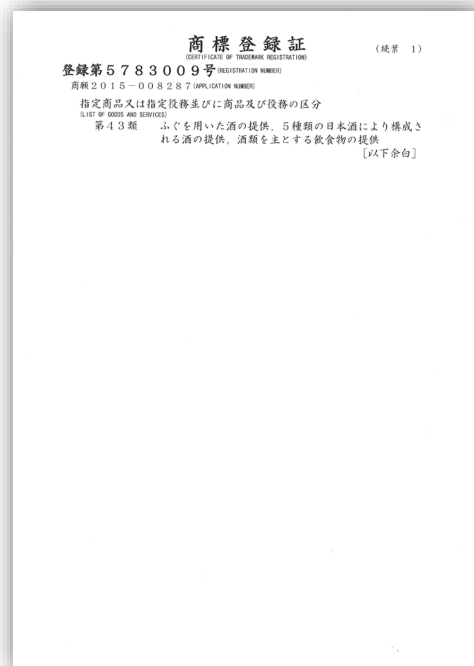 商標登録証
(CERTIFICATE OF TRADEMARK REGISTRATION)
(続葉 1)
登録第5783009号(REGISTRATION NUMBER)
商願2015-008287(APPLICATION NUMBER)
指定商品又は指定役務並びに商品及び役務の区分
(LIST OF GOODS AND SERVICES)
第43類 ふぐを用いた酒の提供,5種類の日本酒により構成さ
れる酒の提供,酒類を主とする飲食物の提供
[以下余白]